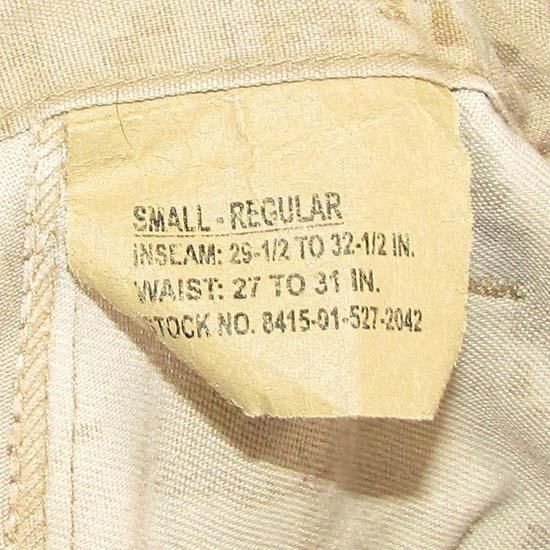 SMALL - REGULAR
INSEAM: 29-1/2 TO 32-1/2 IN.
WAIST: 27 TO 31 IN.
STOCK NO. 8415-01-527-2042